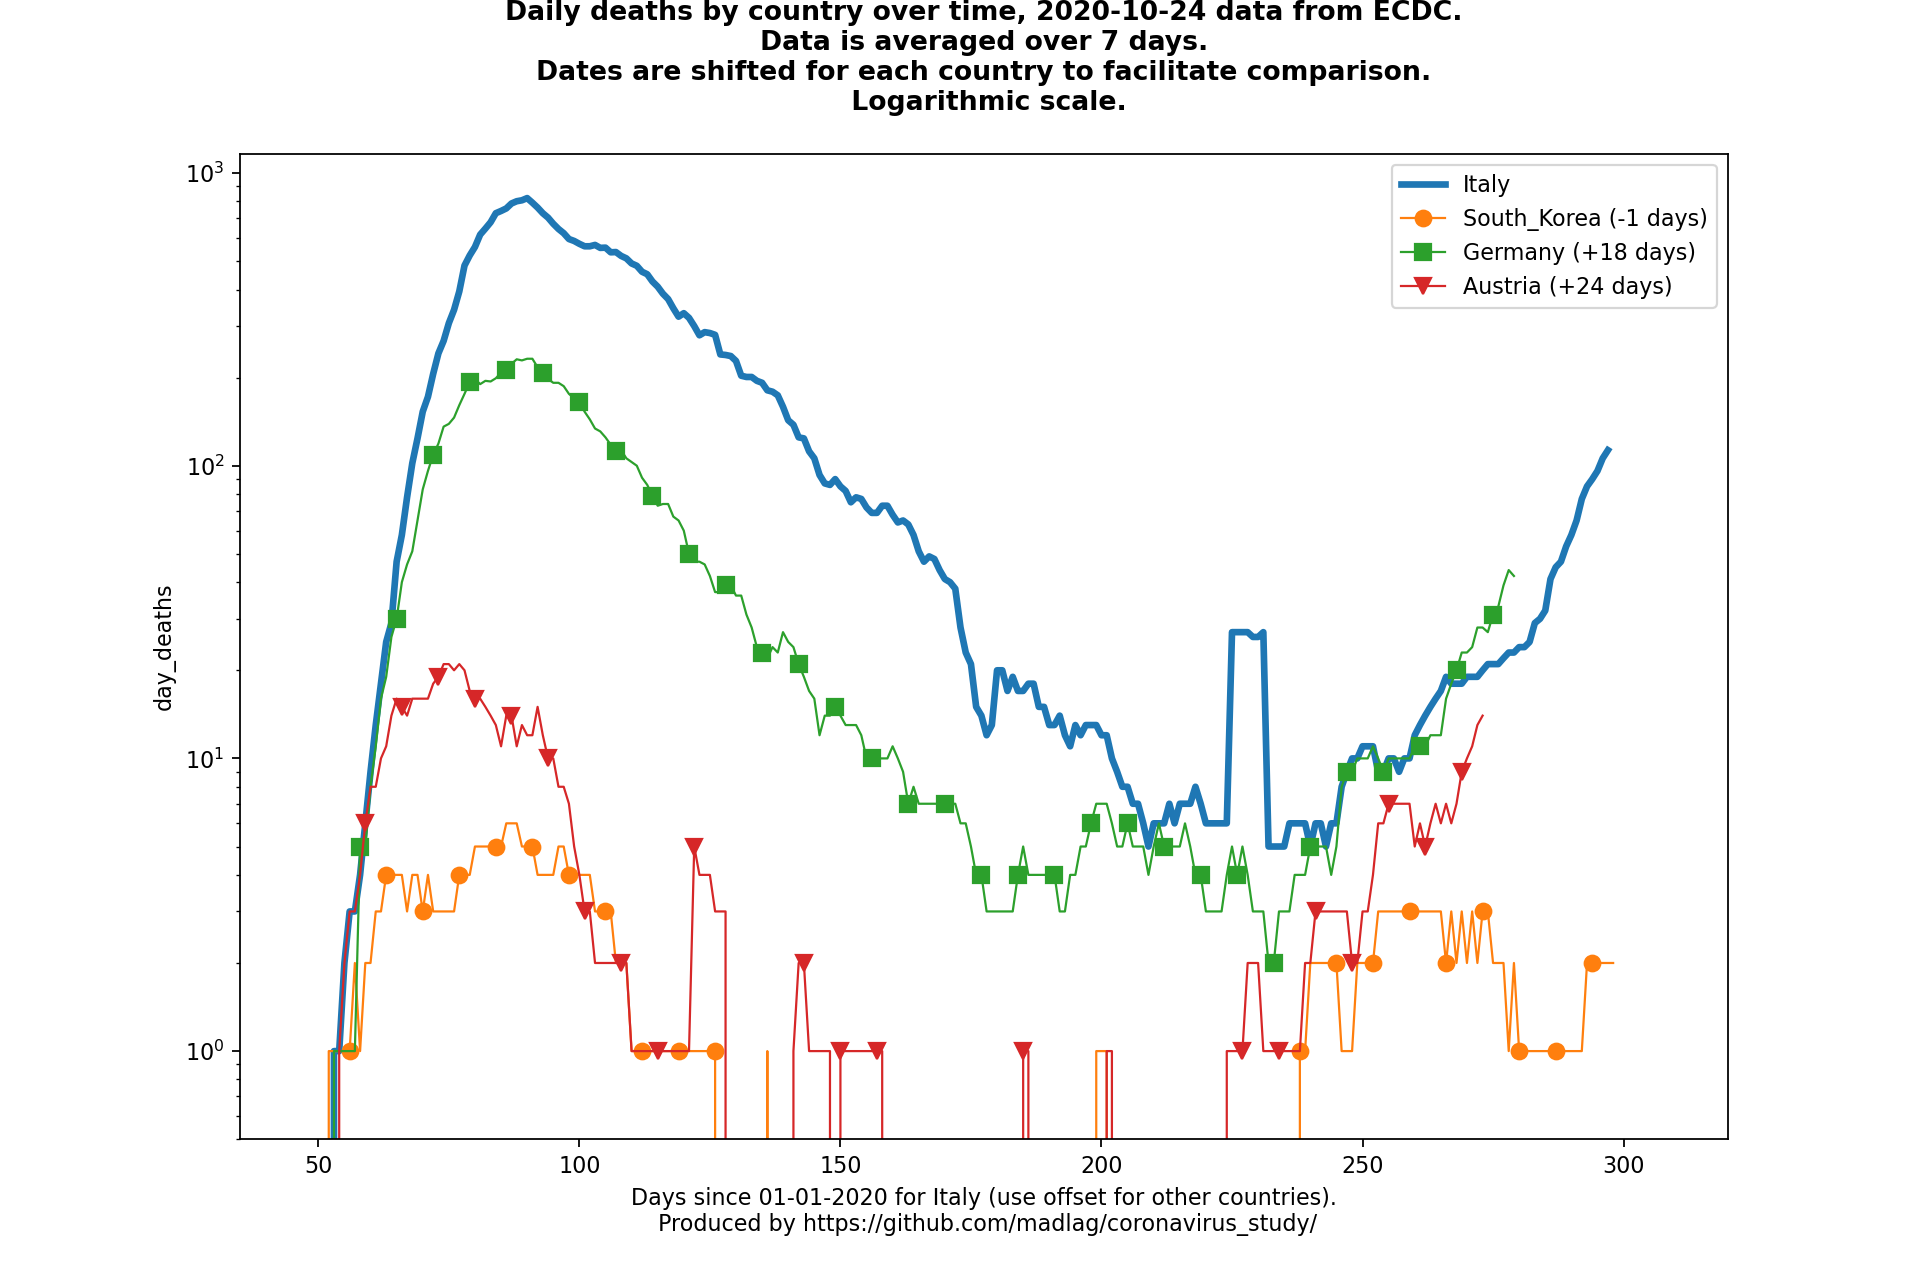 Daily deaths by country over time, 2020-10-24 data from ECDC.
Data is averaged over 7 days.
Dates are shifted for each country to facilitate comparison.
Logarithmic scale.
10³
10²
10¹
10⁰
day_deaths
Italy
South_Korea (-1 days)
Germany (+18 days)
Austria (+24 days)
50 100 150 200 250 300
Days since 01-01-2020 for Italy (use offset for other countries).
Produced by https://github.com/madlag/coronavirus_study/